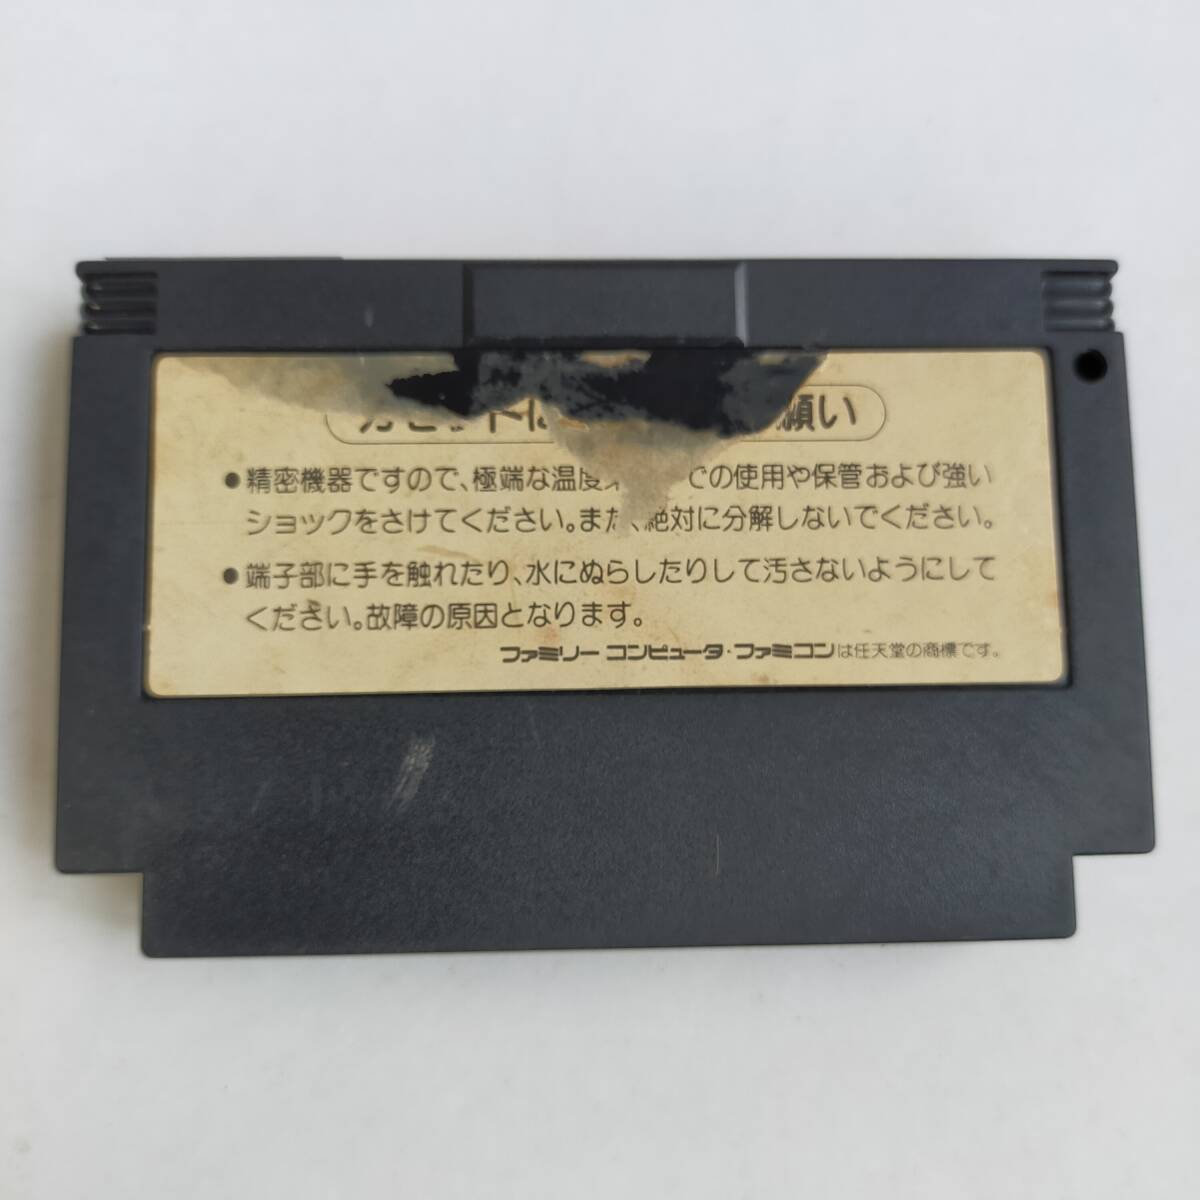 カセットに 願い
●精密機器ですので、極端な温度 での使用や保管および強い
ショックをさけてください。また、絶対に分解しないでください。
●端子部に手を触れたり、水にぬらしたりして汚さないようにして
ください。故障の原因となります。
ファミリー コンピュータ・ファミコンは任天堂の商標です。